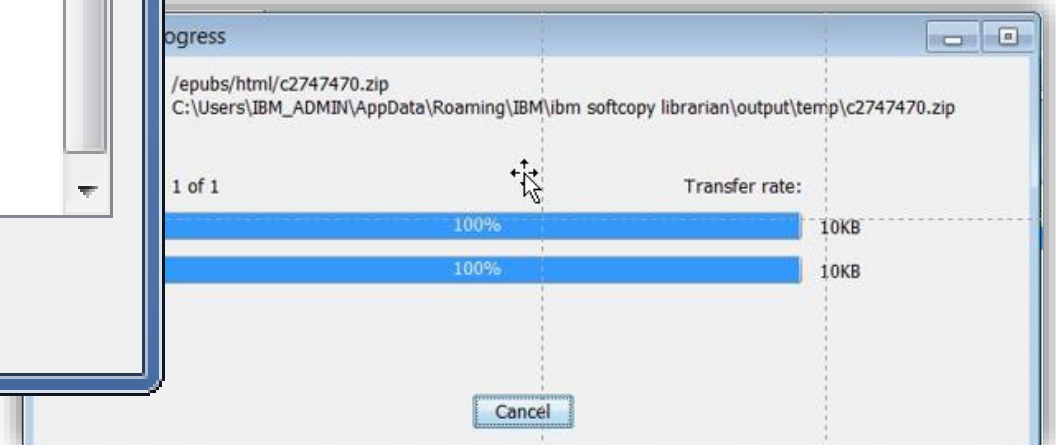 ogress
/epubs/html/c2747470.zip
C:\Users\IBM_ADMIN\AppData\Roaming\IBM\ibm softcopy librarian\output\temp\c2747470.zip
1 of 1 Transfer rate:
100% 10KB
100% 10KB
Cancel